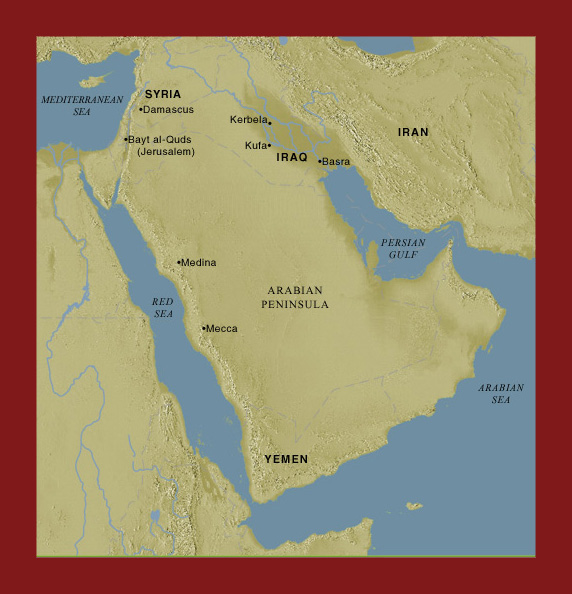 SYRIA
MEDITERRANEAN
SEA
Damascus
Kerbela
IRAN
Bayt al-Quds
(Jerusalem)
Kufa
IRAQ
Basra
PERSIAN
GULF
Medina
ARABIAN
PENINSULA
RED
SEA
Mecca
ARABIAN
SEA
YEMEN